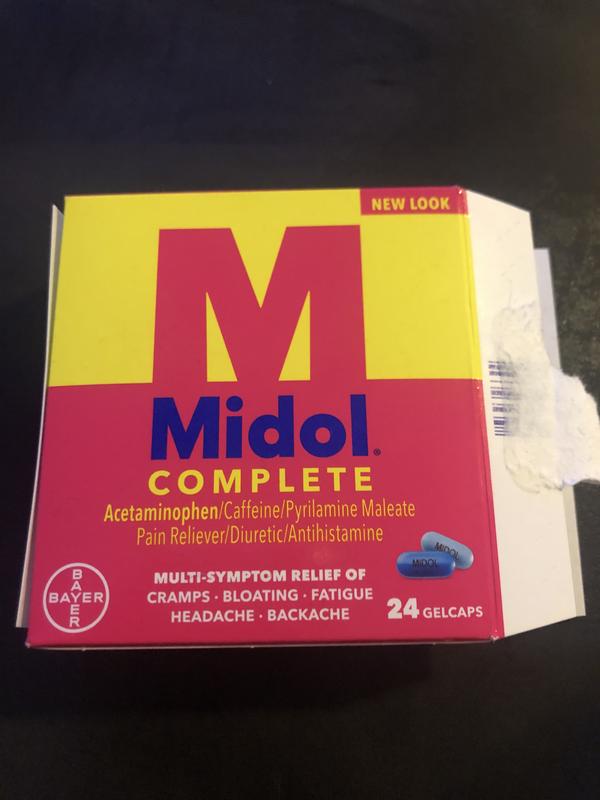 NEW LOOK
M
Midol®
COMPLETE
Acetaminophen/Caffeine/Pyrilamine Maleate
Pain Reliever/Diuretic/Antihistamine
MIDOL
MIDOL
MULTI-SYMPTOM RELIEF OF
CRAMPS · BLOATING · FATIGUE
HEADACHE · BACKACHE
BAYER
BAYER
24 GELCAPS